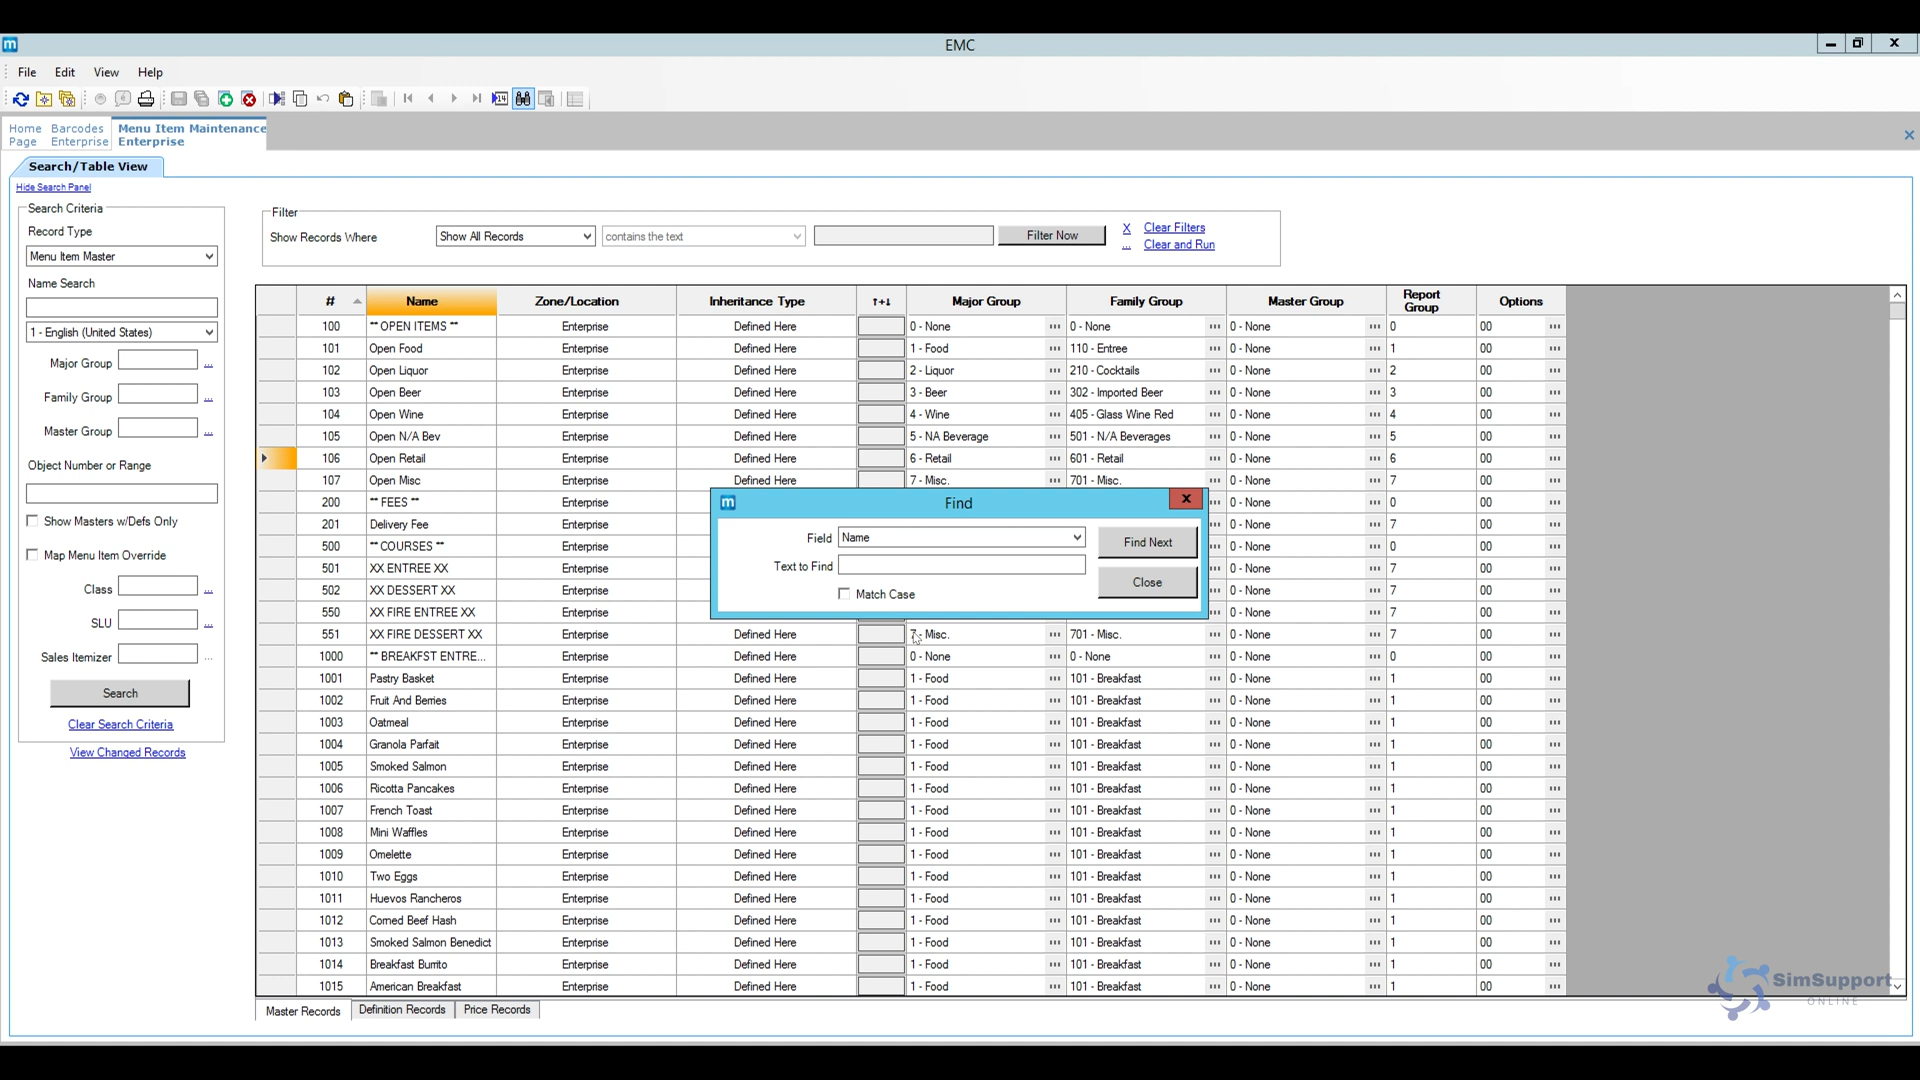 EMC
File Edit View Help
Home Page
Barcodes Enterprise
Menu Item Maintenance Enterprise
Search/Table View
Hide Search Panel
Search Criteria
Record Type
Menu Item Master
Name Search
1 - English (United States)
Major Group ...
Family Group ...
Master Group ...
Object Number or Range
Show Masters w/Defs Only
Map Menu Item Override
Class ...
SLU ...
Sales Itemizer ...
Search
Clear Search Criteria
View Changed Records
Filter
Show Records Where Show All Records contains the text Filter Now
X Clear Filters
... Clear and Run
# Name Zone/Location Inheritance Type ↑+↓ Major Group Family Group Master Group Report Group Options
100 ** OPEN ITEMS ** Enterprise Defined Here 0 - None ... 0 - None ... 0 - None ... 0 00 ...
101 Open Food Enterprise Defined Here 1 - Food ... 110 - Entree ... 0 - None ... 1 00 ...
102 Open Liquor Enterprise Defined Here 2 - Liquor ... 210 - Cocktails ... 0 - None ... 2 00 ...
103 Open Beer Enterprise Defined Here 3 - Beer ... 302 - Imported Beer ... 0 - None ... 3 00 ...
104 Open Wine Enterprise Defined Here 4 - Wine ... 405 - Glass Wine Red ... 0 - None ... 4 00 ...
105 Open N/A Bev Enterprise Defined Here 5 - NA Beverage ... 501 - N/A Beverages ... 0 - None ... 5 00 ...
106 Open Retail Enterprise Defined Here 6 - Retail ... 601 - Retail ... 0 - None ... 6 00 ...
107 Open Misc Enterprise Defined Here 7 - Misc. ... 701 - Misc. ... 0 - None ... 7 00 ...
200 ** FEES ** Enterprise ... 0 - None ... 0 00 ...
201 Delivery Fee Enterprise ... 0 - None ... 7 00 ...
500 ** COURSES ** Enterprise ... 0 - None ... 0 00 ...
501 XX ENTREE XX Enterprise ... 0 - None ... 7 00 ...
502 XX DESSERT XX Enterprise ... 0 - None ... 7 00 ...
550 XX FIRE ENTREE XX Enterprise ... 0 - None ... 7 00 ...
551 XX FIRE DESSERT XX Enterprise Defined Here 7 - Misc. ... 701 - Misc. ... 0 - None ... 7 00 ...
1000 ** BREAKFST ENTRE... Enterprise Defined Here 0 - None ... 0 - None ... 0 - None ... 0 00 ...
1001 Pastry Basket Enterprise Defined Here 1 - Food ... 101 - Breakfast ... 0 - None ... 1 00 ...
1002 Fruit And Berries Enterprise Defined Here 1 - Food ... 101 - Breakfast ... 0 - None ... 1 00 ...
1003 Oatmeal Enterprise Defined Here 1 - Food ... 101 - Breakfast ... 0 - None ... 1 00 ...
1004 Granola Parfait Enterprise Defined Here 1 - Food ... 101 - Breakfast ... 0 - None ... 1 00 ...
1005 Smoked Salmon Enterprise Defined Here 1 - Food ... 101 - Breakfast ... 0 - None ... 1 00 ...
1006 Ricotta Pancakes Enterprise Defined Here 1 - Food ... 101 - Breakfast ... 0 - None ... 1 00 ...
1007 French Toast Enterprise Defined Here 1 - Food ... 101 - Breakfast ... 0 - None ... 1 00 ...
1008 Mini Waffles Enterprise Defined Here 1 - Food ... 101 - Breakfast ... 0 - None ... 1 00 ...
1009 Omelette Enterprise Defined Here 1 - Food ... 101 - Breakfast ... 0 - None ... 1 00 ...
1010 Two Eggs Enterprise Defined Here 1 - Food ... 101 - Breakfast ... 0 - None ... 1 00 ...
1011 Huevos Rancheros Enterprise Defined Here 1 - Food ... 101 - Breakfast ... 0 - None ... 1 00 ...
1012 Corned Beef Hash Enterprise Defined Here 1 - Food ... 101 - Breakfast ... 0 - None ... 1 00 ...
1013 Smoked Salmon Benedict Enterprise Defined Here 1 - Food ... 101 - Breakfast ... 0 - None ... 1 00 ...
1014 Breakfast Burrito Enterprise Defined Here 1 - Food ... 101 - Breakfast ... 0 - None ... 1 00 ...
1015 American Breakfast Enterprise Defined Here 1 - Food ... 101 - Breakfast ... 0 - None ... 1 00 ...
Find
Field Name Find Next
Text to Find
Close
Match Case
Master Records Definition Records Price Records
SimSupport
ONLINE